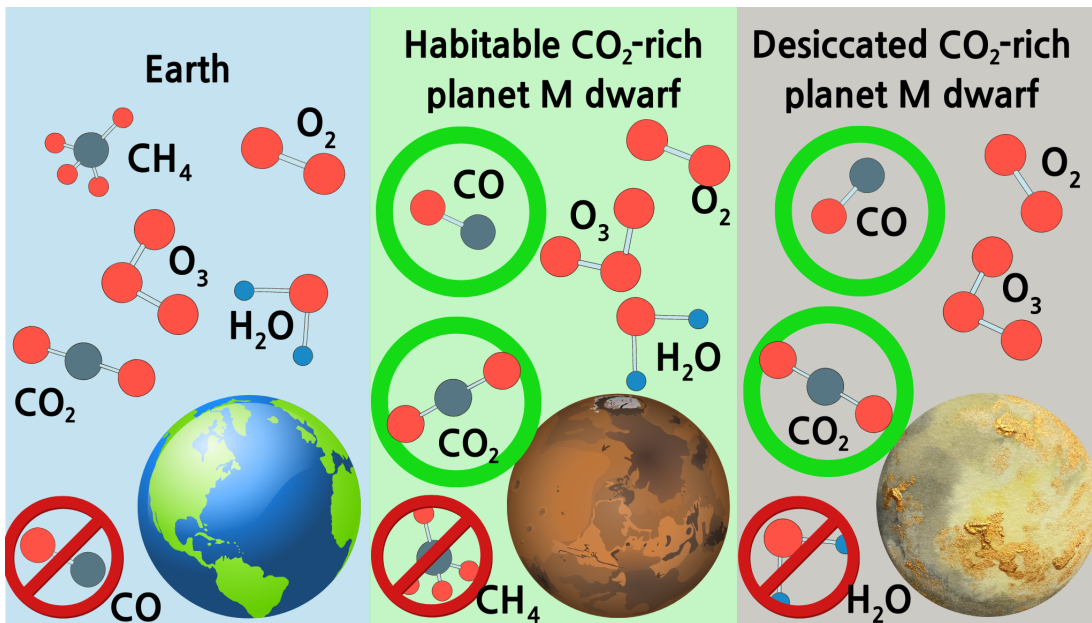 Earth
CH₄
O₂
O₃
H₂O
CO₂
CO
Habitable CO₂-rich
planet M dwarf
CO
O₂
O₃
H₂O
CO₂
CH₄
Desiccated CO₂-rich
planet M dwarf
O₂
CO
O₃
CO₂
H₂O